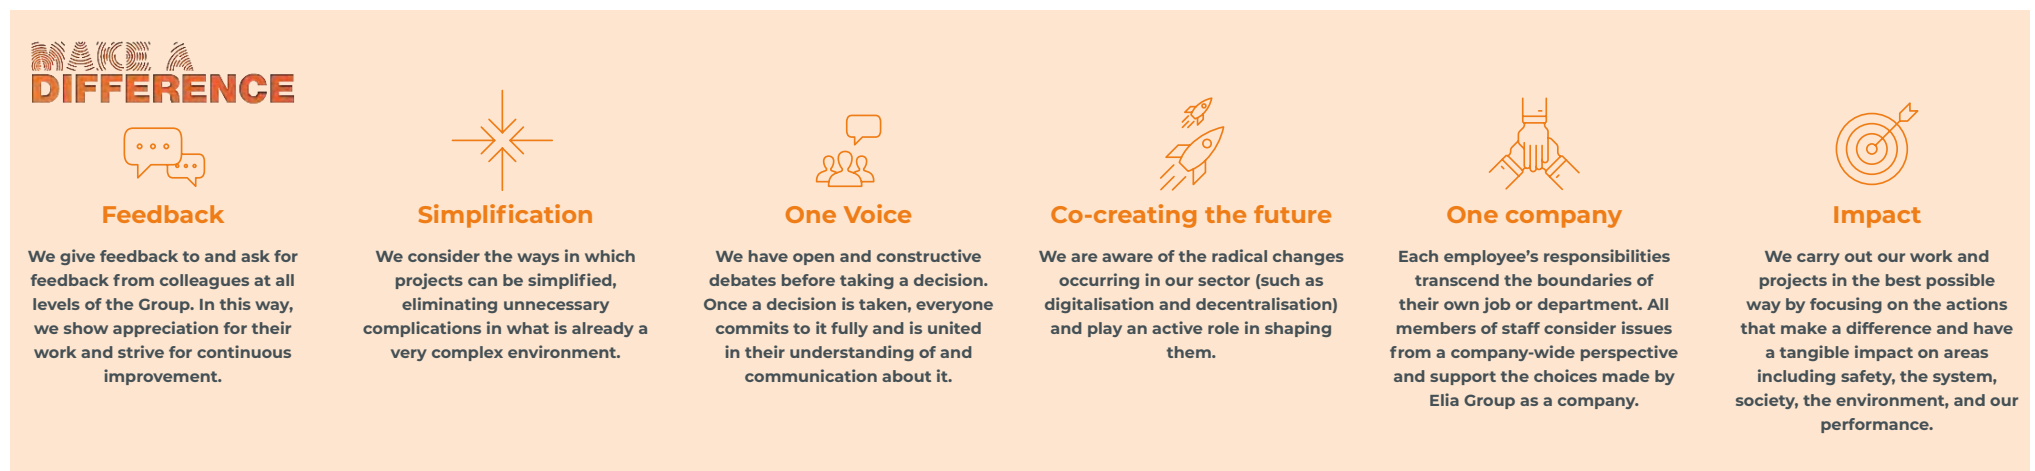 MAKE A
DIFFERENCE
Feedback
We give feedback to and ask for
feedback from colleagues at all
levels of the Group. In this way,
we show appreciation for their
work and strive for continuous
improvement.
Simplification
We consider the ways in which
projects can be simplified,
eliminating unnecessary
complications in what is already a
very complex environment.
One Voice
We have open and constructive
debates before taking a decision.
Once a decision is taken, everyone
commits to it fully and is united
in their understanding of and
communication about it.
Co-creating the future
We are aware of the radical changes
occurring in our sector (such as
digitalisation and decentralisation)
and play an active role in shaping
them.
One company
Each employee’s responsibilities
transcend the boundaries of
their own job or department. All
members of staff consider issues
from a company-wide perspective
and support the choices made by
Elia Group as a company.
Impact
We carry out our work and
projects in the best possible
way by focusing on the actions
that make a difference and have
a tangible impact on areas
including safety, the system,
society, the environment, and our
performance.